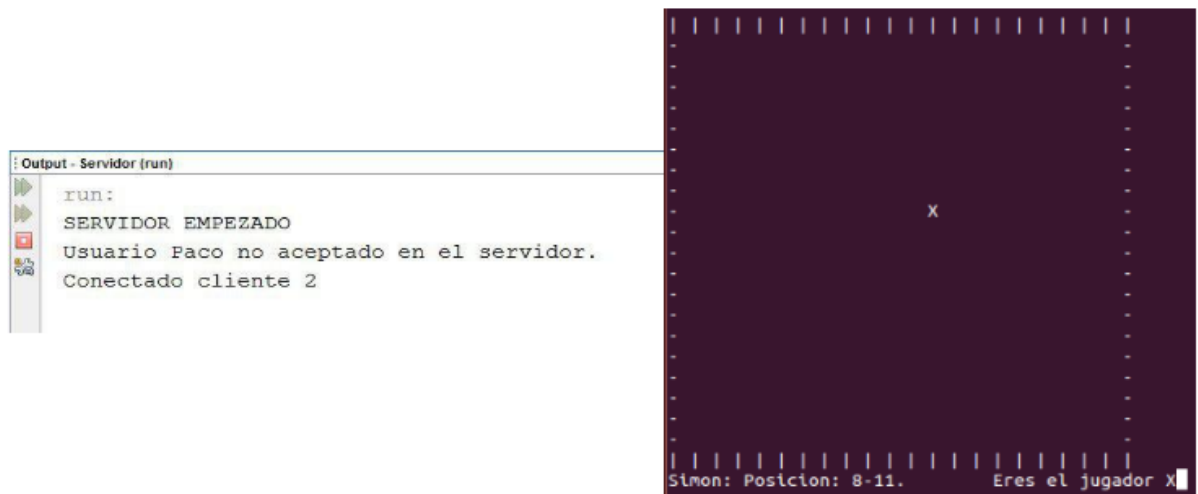 Output - Servidor (run)
run:
SERVIDOR EMPEZADO
Usuario Paco no aceptado en el servidor.
Conectado cliente 2
X
Simon: Posicion: 8-11. Eres el jugador X